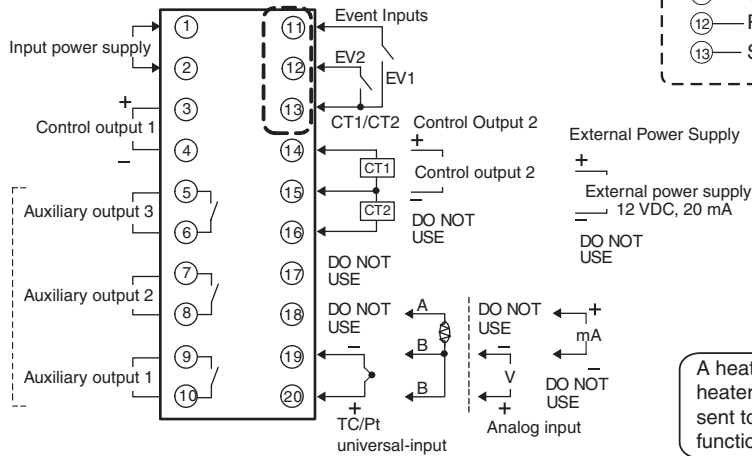 Input power supply
1
2
3
4
5
6
7
8
9
10
+
Control output 1
−
Auxiliary output 3
Auxiliary output 2
Auxiliary output 1
11
12
13
14
15
16
17
18
19
20
Event Inputs
EV2
EV1
CT1/CT2
CT1
CT2
Control Output 2
+
Control output 2
−
DO NOT
USE
External Power Supply
+
External power supply
− 12 VDC, 20 mA
DO NOT
USE
DO NOT
USE
DO NOT
USE
−
+
TC/Pt
universal-input
A
B
B
DO NOT
USE
−
V
+
Analog input
+
mA
−
DO NOT
USE
12
13
A heat
heater
sent to
functio